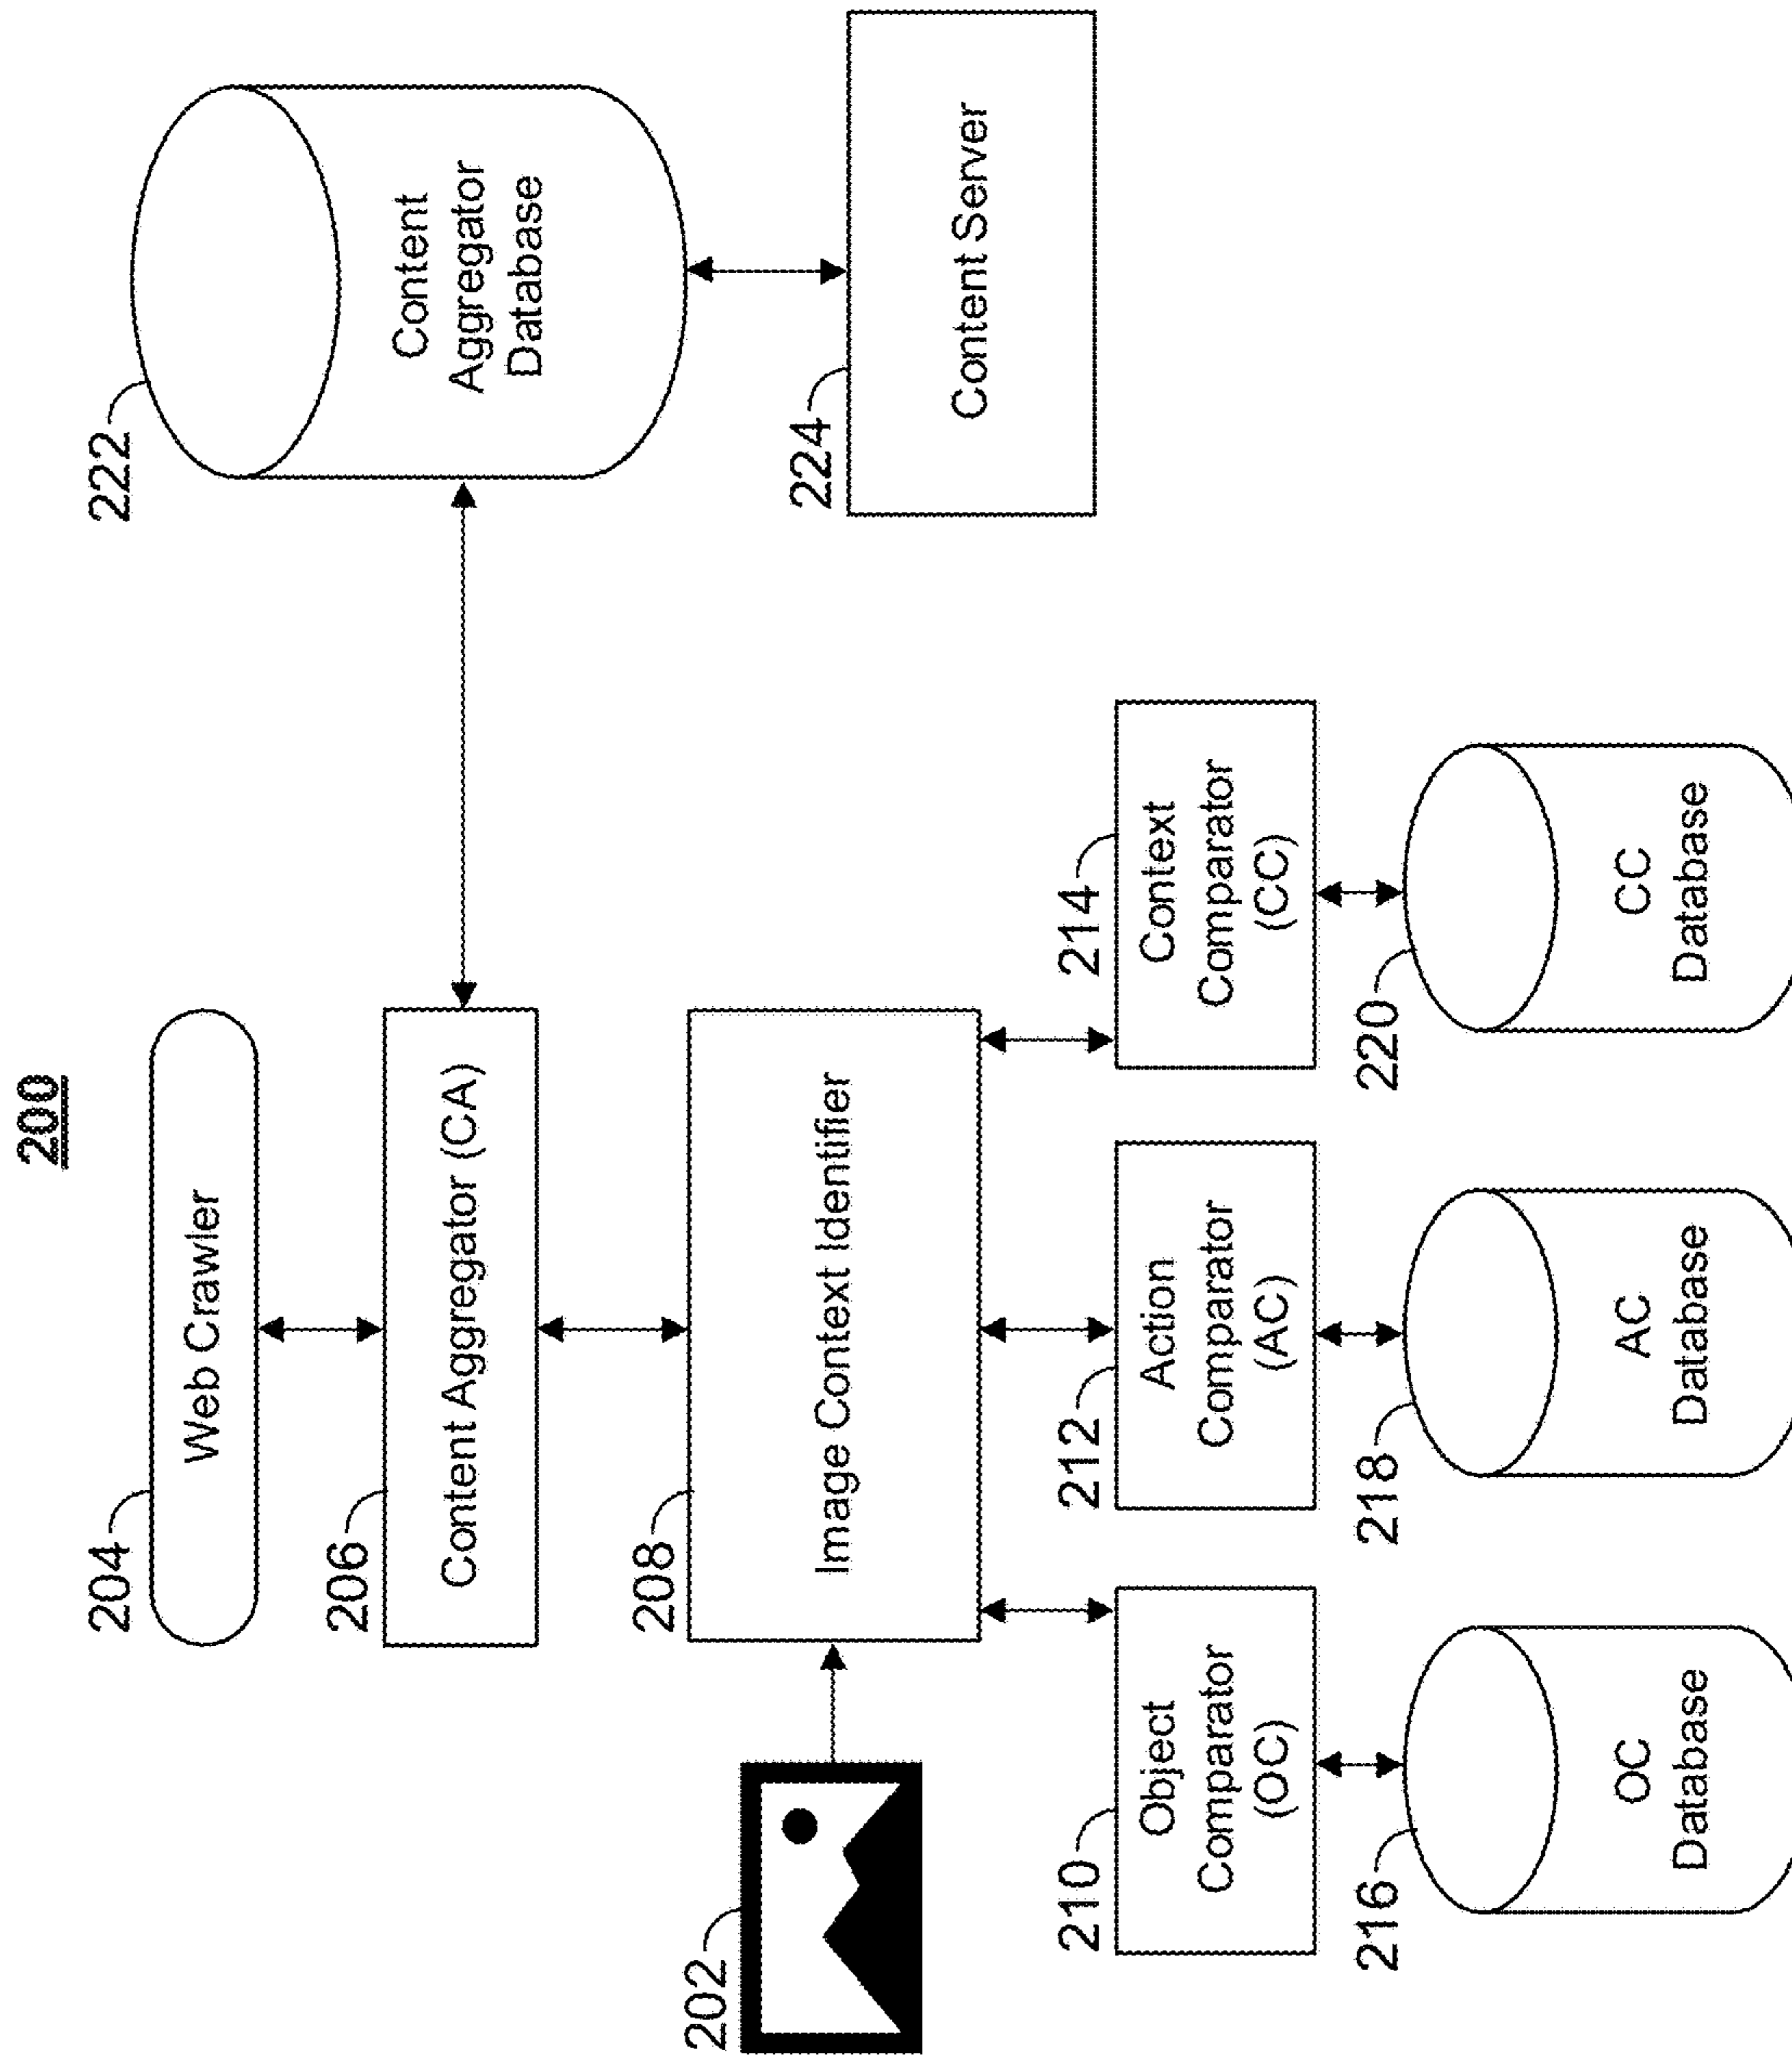 200
204
Web Crawler
206
Content Aggregator (CA)
222
Content
Aggregator
Database
202
208
Image Context Identifier
224
Content Server
210
Object
Comparator
(OC)
212
Action
Comparator
(AC)
214
Context
Comparator
(CC)
216
OC
Database
218
AC
Database
220
CC
Database